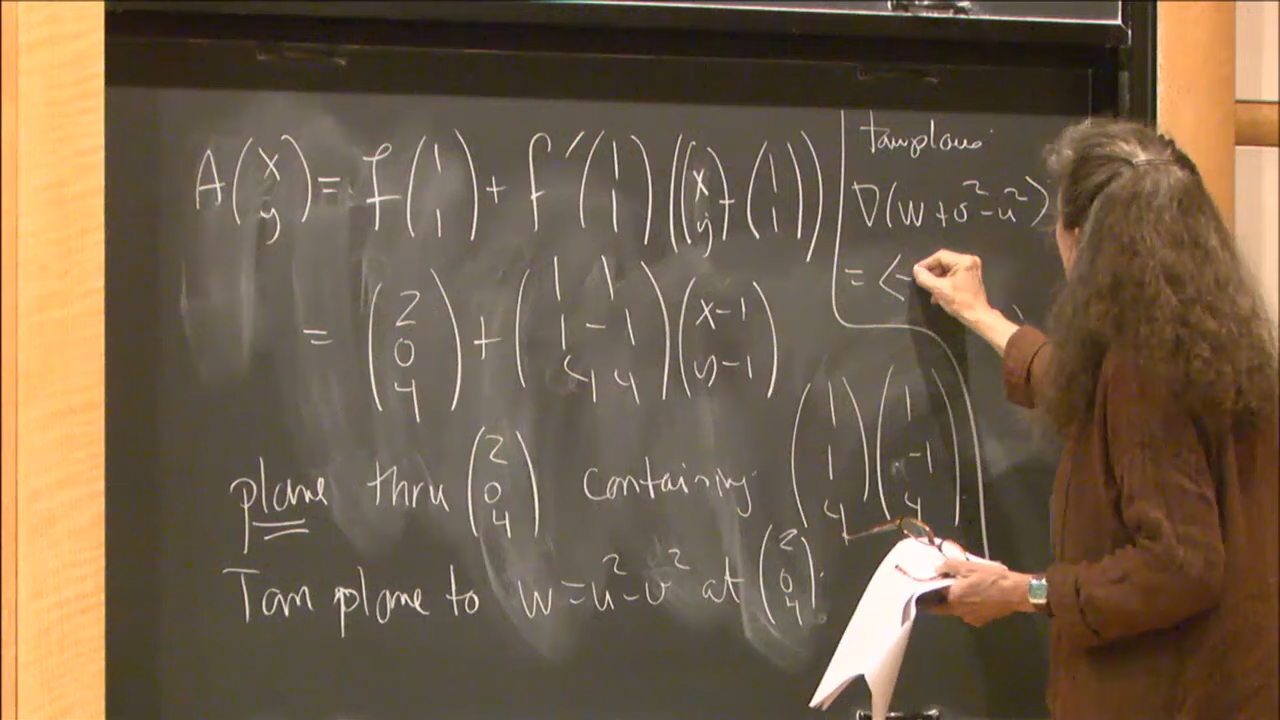 A(x y) = f(1 1) + f′(1 1)((x y) - (1 1))
= (2 0 4) + (1 1 1 -1 4 4)(x-1 y-1)
plane thru (2 0 4) containing (1 1 4) (1 -1 4)
Tan plane to w = u² - v² at (2 0 4):
tan plane
∇(w + v² - u²)
= <-